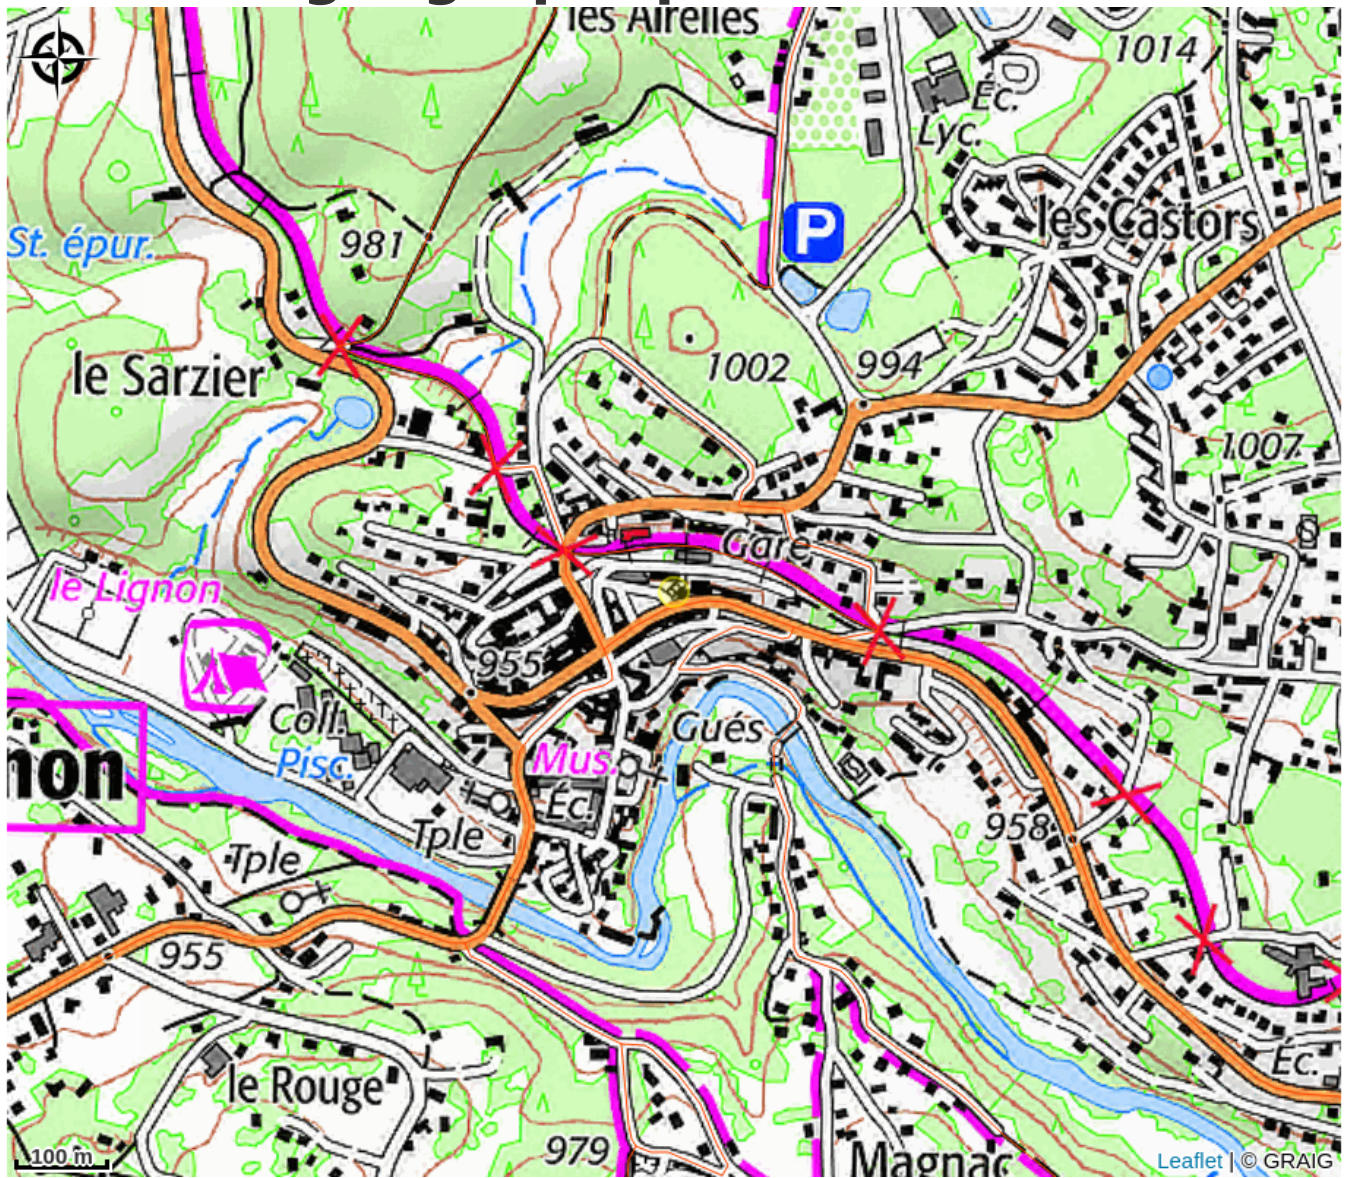 les Airelles
1014
Éc.
Lyc.
les Castors
St. épur.
981
P
le Sarzier
1002
994
1007
Gare
le Lignon
955
Coll.
Gués
Pisc.
Mus.
non
Éc.
Tple
958
Tple
955
le Rouge
Éc.
979
Magnac
100 m
Leaflet | © GRAIG